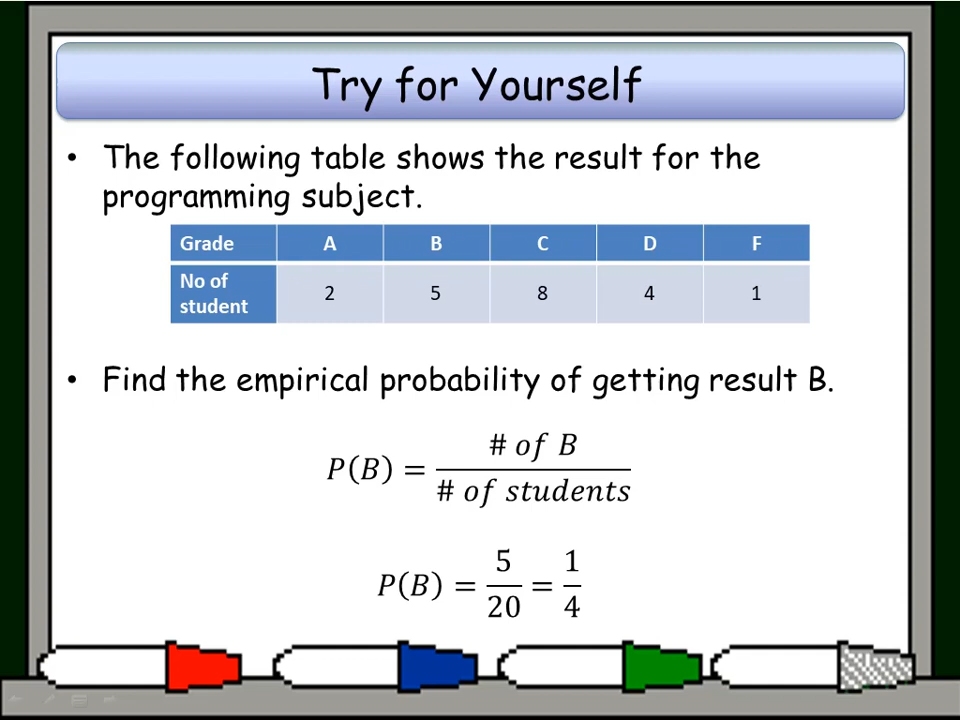 Try for Yourself
• The following table shows the result for the
programming subject.
Grade A B C D F
No of
student 2 5 8 4 1
• Find the empirical probability of getting result B.
P(B) = # of B / # of students
P(B) = 5/20 = 1/4